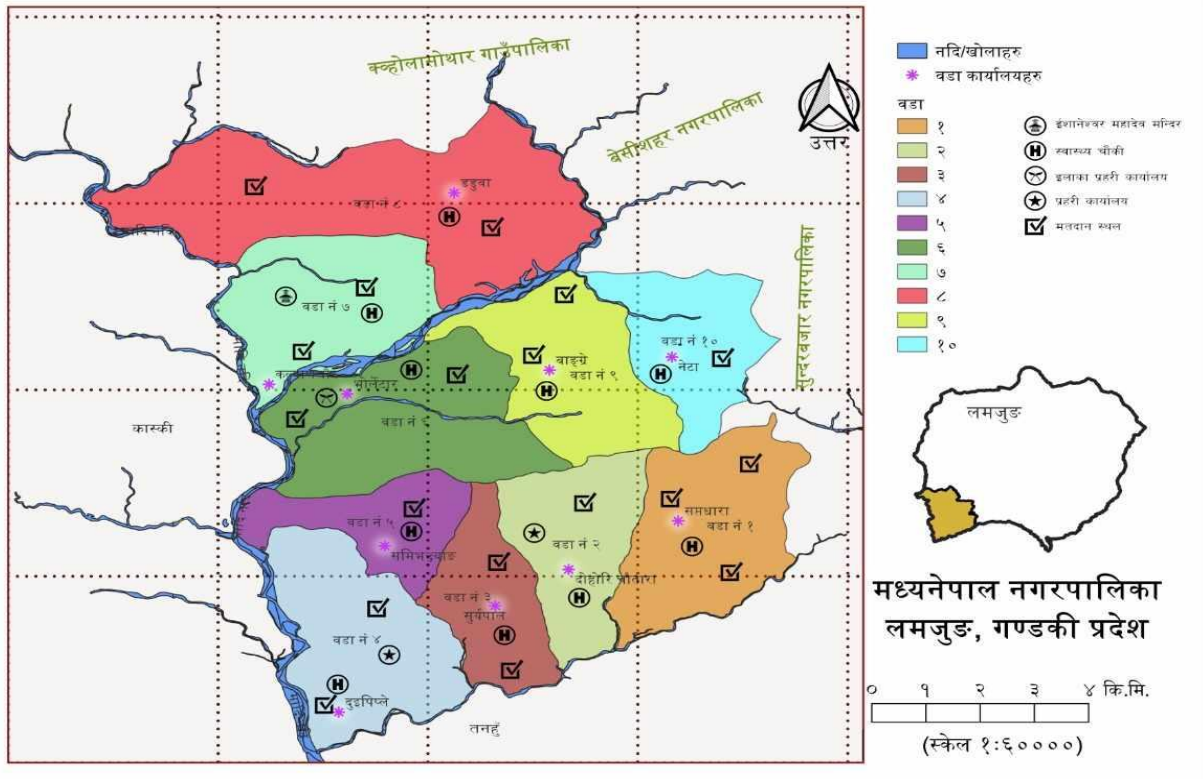 क्व्होलासोथार गाउँपालिका
बेसीशहर नगरपालिका
सुन्दरबजार नगरपालिका
उत्तर
डडुवा
वडा नं ८
वडा नं ७
वडा नं १०
नेटा
बाङ्ग्रे
वडा नं ९
भोर्लेटार
वडा नं ६
कास्की
सप्तधारा
वडा नं १
वडा नं ५
वडा नं २
वडा नं ३
सुर्यपाल
वडा नं ४
दुइपिप्ले
तनहुँ
नदि/खोलाहरु
वडा कार्यालयहरु
वडा
१
२
३
४
५
६
७
८
९
१०
इशानेश्वर महादेव मन्दिर
स्वास्थ्य चौकी
इलाका प्रहरी कार्यालय
प्रहरी कार्यालय
मतदान स्थल
लमजुङ
मध्यनेपाल नगरपालिका
लमजुङ, गण्डकी प्रदेश
० १ २ ३ ४ कि.मि.
(स्केल १:६००००)